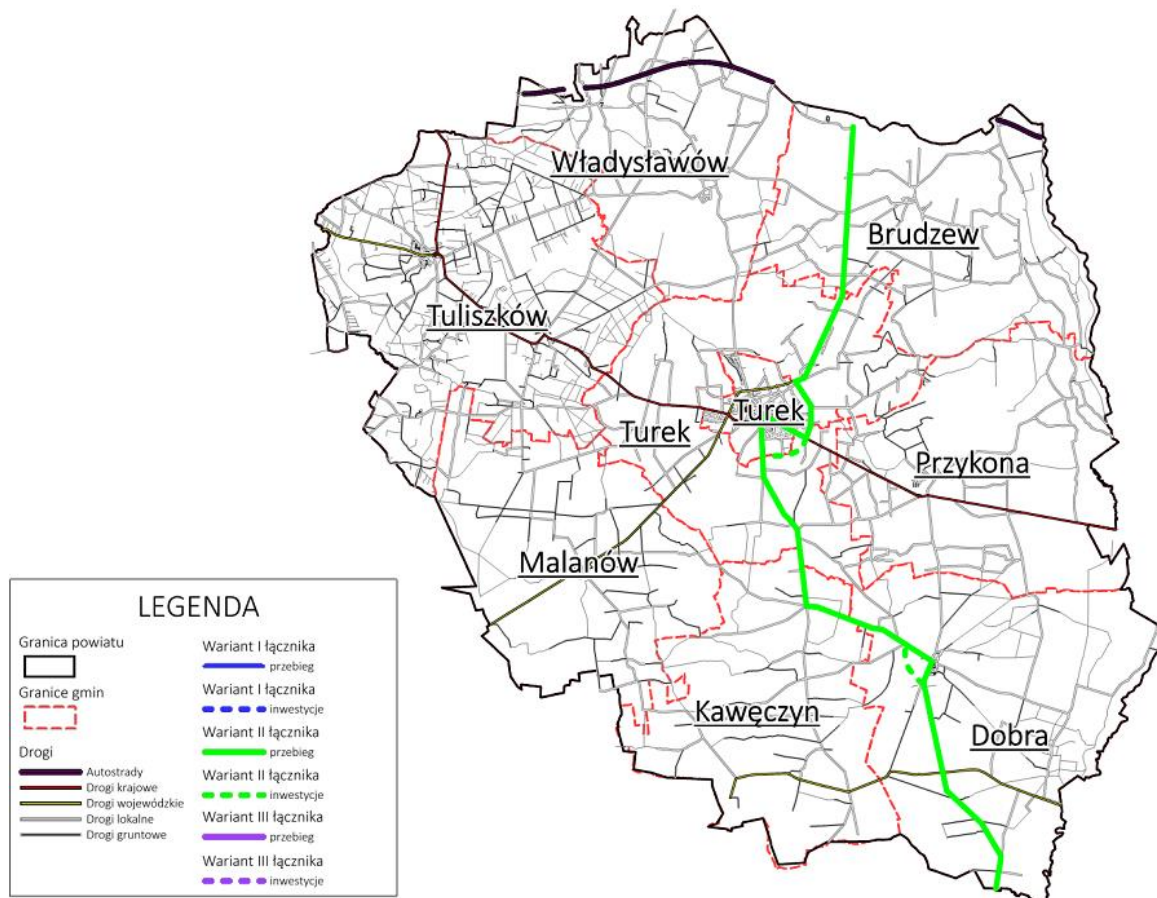 Władysławów
Brudzew
Tuliszków
Turek
Turek
Przykona
Malanów
Kawęczyn
Dobra
LEGENDA
Granica powiatu
Granice gmin
Drogi
Autostrady
Drogi krajowe
Drogi wojewódzkie
Drogi lokalne
Drogi gruntowe
Wariant I łącznika
przebieg
Wariant I łącznika
inwestycje
Wariant II łącznika
przebieg
Wariant II łącznika
inwestycje
Wariant III łącznika
przebieg
Wariant III łącznika
inwestycje